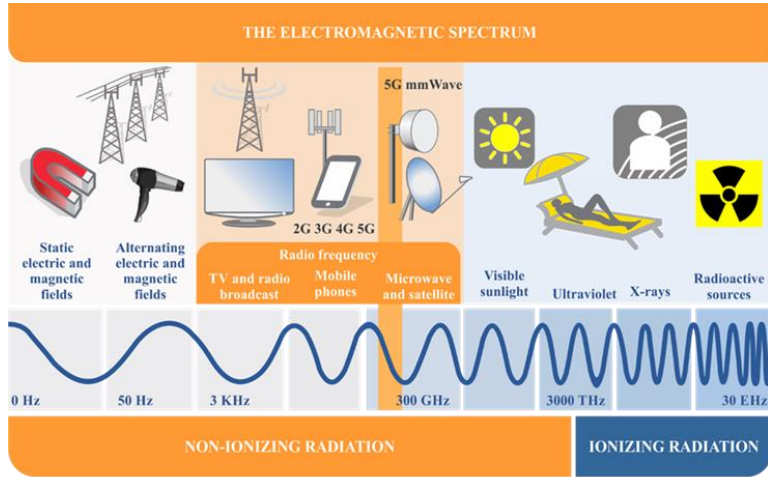 THE ELECTROMAGNETIC SPECTRUM
5G mmWave
2G 3G 4G 5G
Static
electric and
magnetic
fields
Alternating
electric and
magnetic
fields
Radio frequency
TV and radio
broadcast
Mobile
phones
Microwave
and satellite
Visible
sunlight
Ultraviolet
X-rays
Radioactive
sources
0 Hz
50 Hz
3 KHz
300 GHz
3000 THz
30 EHz
NON-IONIZING RADIATION
IONIZING RADIATION